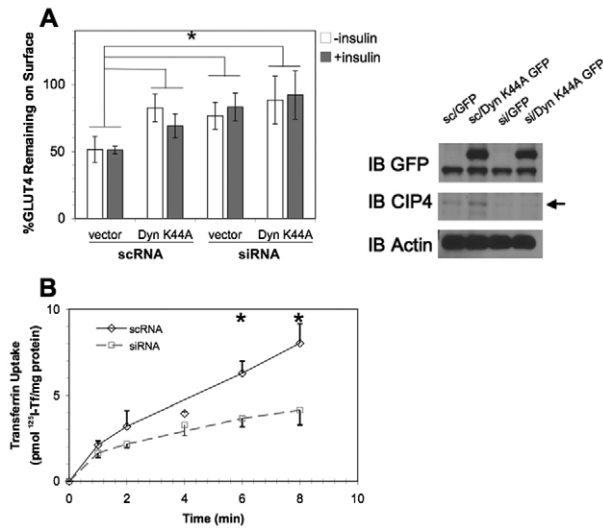 A
*
-insulin
+insulin
%GLUT4 Remaining on Surface
100
50
0
vector Dyn K44A vector Dyn K44A
scRNA siRNA
sc/GFP
sc/Dyn K44A GFP
si/GFP
si/Dyn K44A GFP
IB GFP
IB CIP4
IB Actin
B
Transferrin Uptake
(pmol ¹²⁵I-Tf/mg protein)
10
5
0
scRNA
siRNA
* *
0 2 4 6 8 10
Time (min)